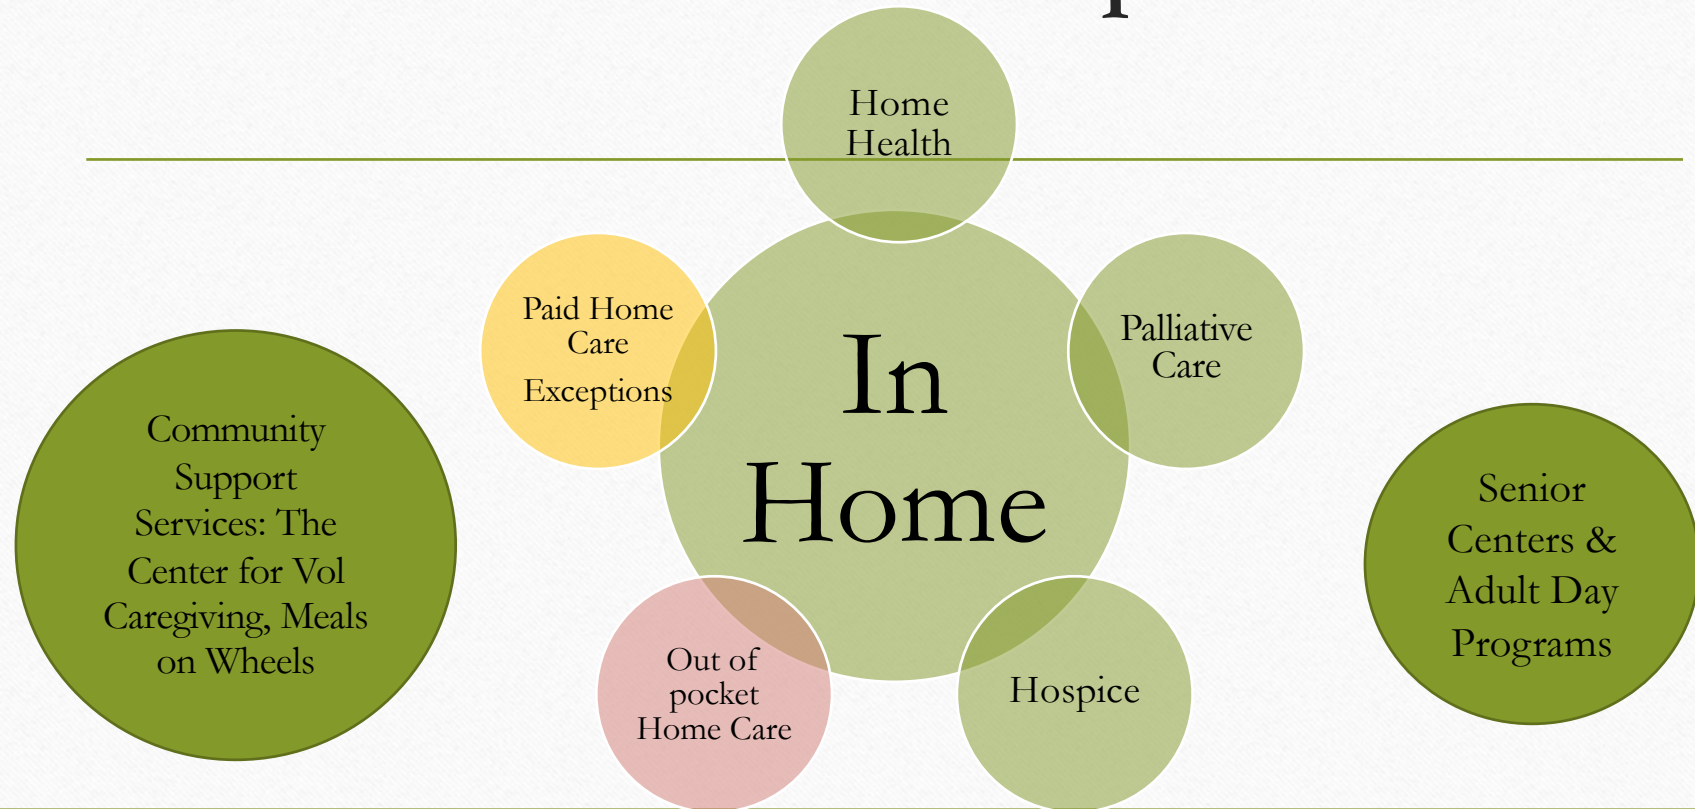 Home
Health
Paid Home
Care
Exceptions
Palliative
Care
In
Home
Community
Support
Services: The
Center for Vol
Caregiving, Meals
on Wheels
Senior
Centers &
Adult Day
Programs
Out of
pocket
Home Care
Hospice